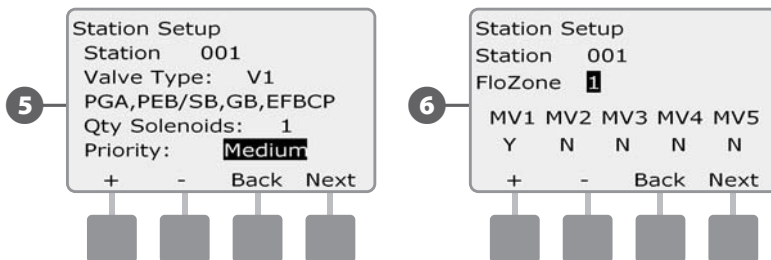 5
Station Setup
Station 001
Valve Type: V1
PGA,PEB/SB,GB,EFBCP
Qty Solenoids: 1
Priority: Medium
+ - Back Next
6
Station Setup
Station 001
FloZone 1
MV1 MV2 MV3 MV4 MV5
Y N N N N
+ - Back Next